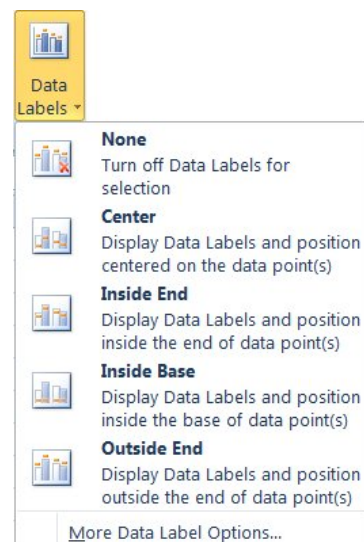 Data
Labels
None
Turn off Data Labels for
selection
Center
Display Data Labels and position
centered on the data point(s)
Inside End
Display Data Labels and position
inside the end of data point(s)
Inside Base
Display Data Labels and position
inside the base of data point(s)
Outside End
Display Data Labels and position
outside the end of data point(s)
More Data Label Options...